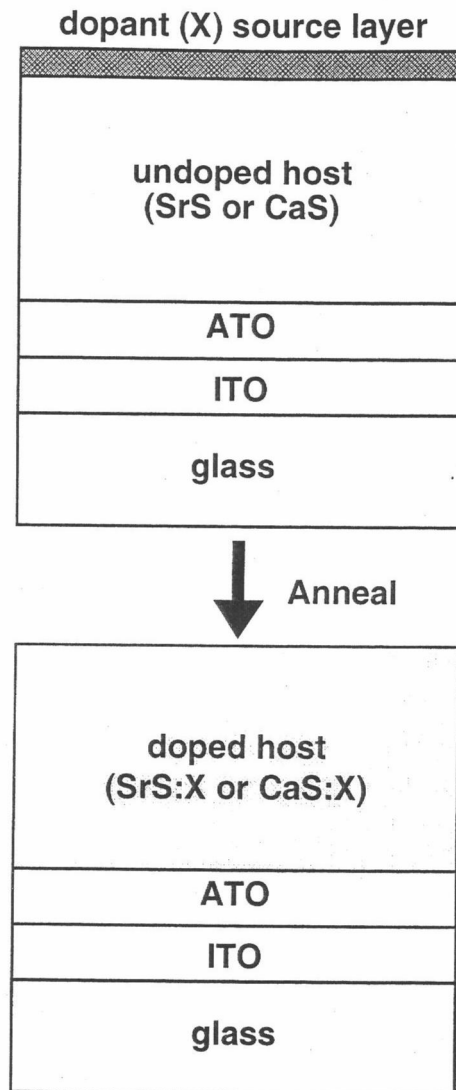 dopant (X) source layer
undoped host
(SrS or CaS)
ATO
ITO
glass
Anneal
doped host
(SrS:X or CaS:X)
ATO
ITO
glass